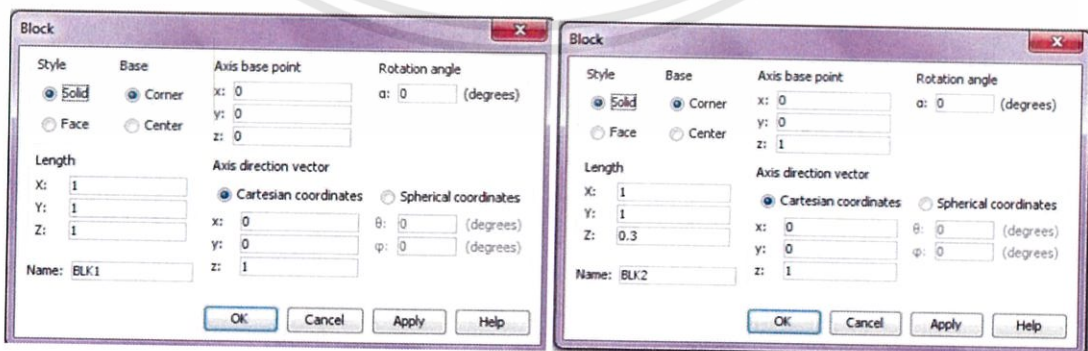 Block
Style Base Axis base point Rotation angle
Solid Corner x: 0 α: 0 (degrees)
y: 0
Face Center z: 0
Length Axis direction vector
X: 1 Cartesian coordinates Spherical coordinates
Y: 1 x: 0 θ: 0 (degrees)
Z: 1 y: 0 φ: 0 (degrees)
Name: BLK1 z: 1
OK Cancel Apply Help
Block
Style Base Axis base point Rotation angle
Solid Corner x: 0 α: 0 (degrees)
y: 0
Face Center z: 1
Length Axis direction vector
X: 1 Cartesian coordinates Spherical coordinates
Y: 1 x: 0 θ: 0 (degrees)
Z: 0.3 y: 0 φ: 0 (degrees)
Name: BLK2 z: 1
OK Cancel Apply Help